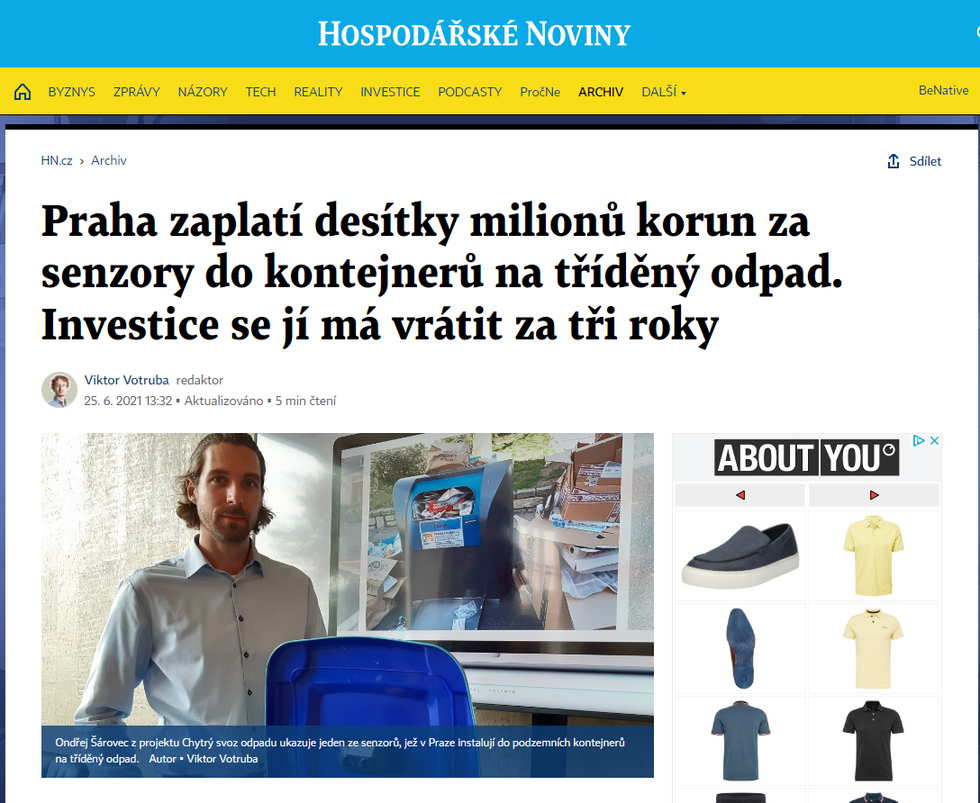 HOSPODÁŘSKÉ NOVINY
BYZNYS ZPRÁVY NÁZORY TECH REALITY INVESTICE PODCASTY PročNe ARCHIV DALŠÍ BeNative
HN.cz › Archiv Sdílet
Praha zaplatí desítky milionů korun za
senzory do kontejnerů na tříděný odpad.
Investice se jí má vrátit za tři roky
Viktor Votruba redaktor
25. 6. 2021 13:32 ▪ Aktualizováno ▪ 5 min čtení
ABOUT YOU
Ondřej Šárovec z projektu Chytrý svoz odpadu ukazuje jeden ze senzorů, jež v Praze instalují do podzemních kontejnerů
na tříděný odpad. Autor • Viktor Votruba